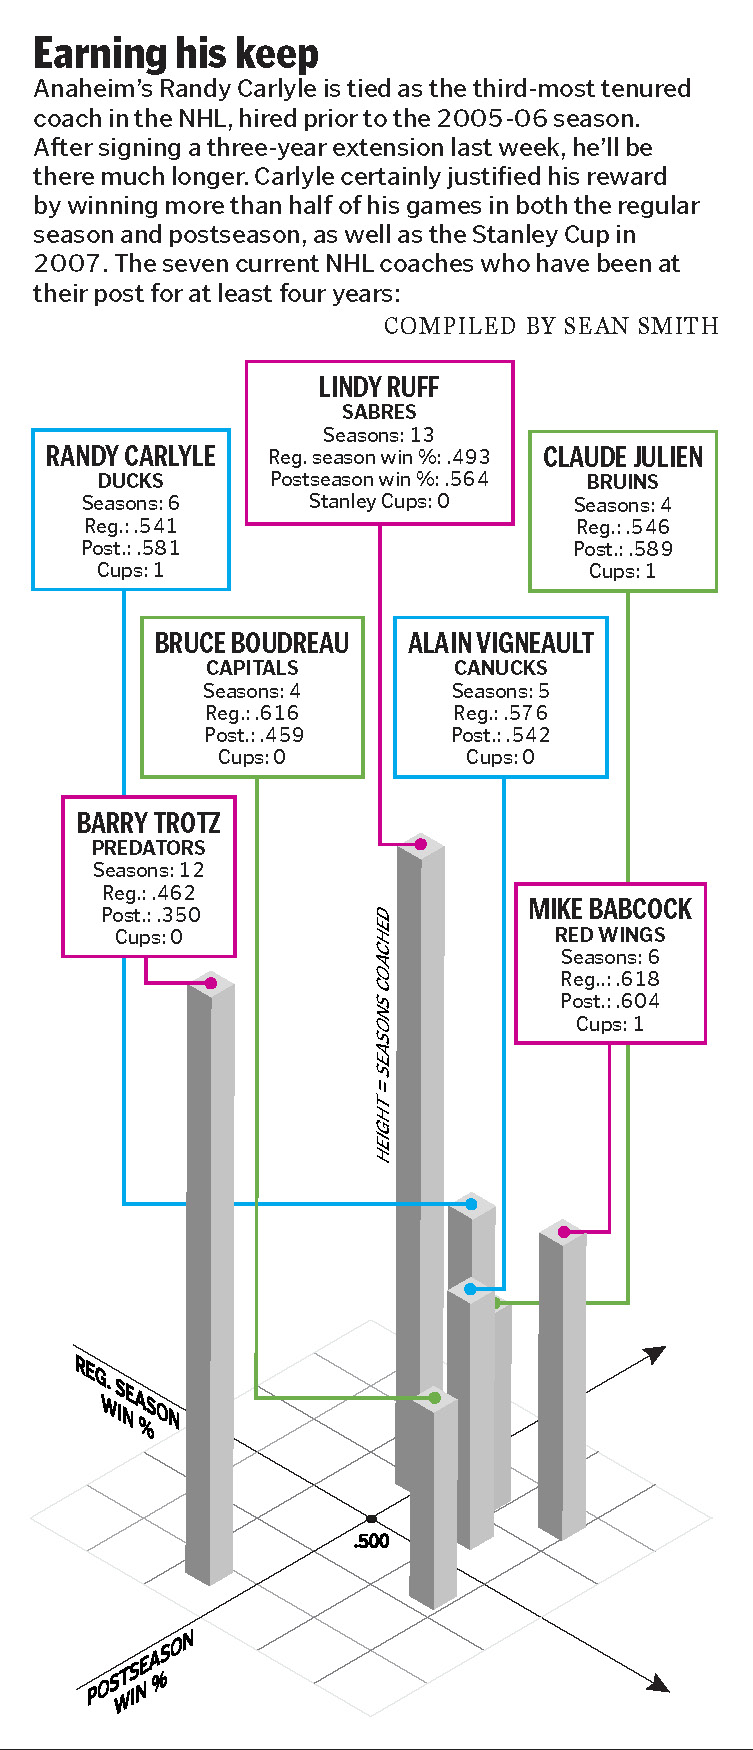 Earning his keep
Anaheim's Randy Carlyle is tied as the third-most tenured
coach in the NHL, hired prior to the 2005-06 season.
After signing a three-year extension last week, he'll be
there much longer. Carlyle certainly justified his reward
by winning more than half of his games in both the regular
season and postseason, as well as the Stanley Cup in
2007. The seven current NHL coaches who have been at
their post for at least four years:
COMPILED BY SEAN SMITH
LINDY RUFF
SABRES
Seasons: 13
Reg. season win %: .493
Postseason win %: .564
Stanley Cups: 0
RANDY CARLYLE
DUCKS
Seasons: 6
Reg.: .541
Post.: .581
Cups: 1
CLAUDE JULIEN
BRUINS
Seasons: 4
Reg.: .546
Post.: .589
Cups: 1
BRUCE BOUDREAU
CAPITALS
Seasons: 4
Reg.: .616
Post.: .459
Cups: 0
ALAIN VIGNEAULT
CANUCKS
Seasons: 5
Reg.: .576
Post.: .542
Cups: 0
BARRY TROTZ
PREDATORS
Seasons: 12
Reg.: .462
Post.: .350
Cups: 0
MIKE BABCOCK
RED WINGS
Seasons: 6
Reg..: .618
Post.: .604
Cups: 1
HEIGHT = SEASONS COACHED
REG. SEASON
WIN %
.500
POSTSEASON
WIN %